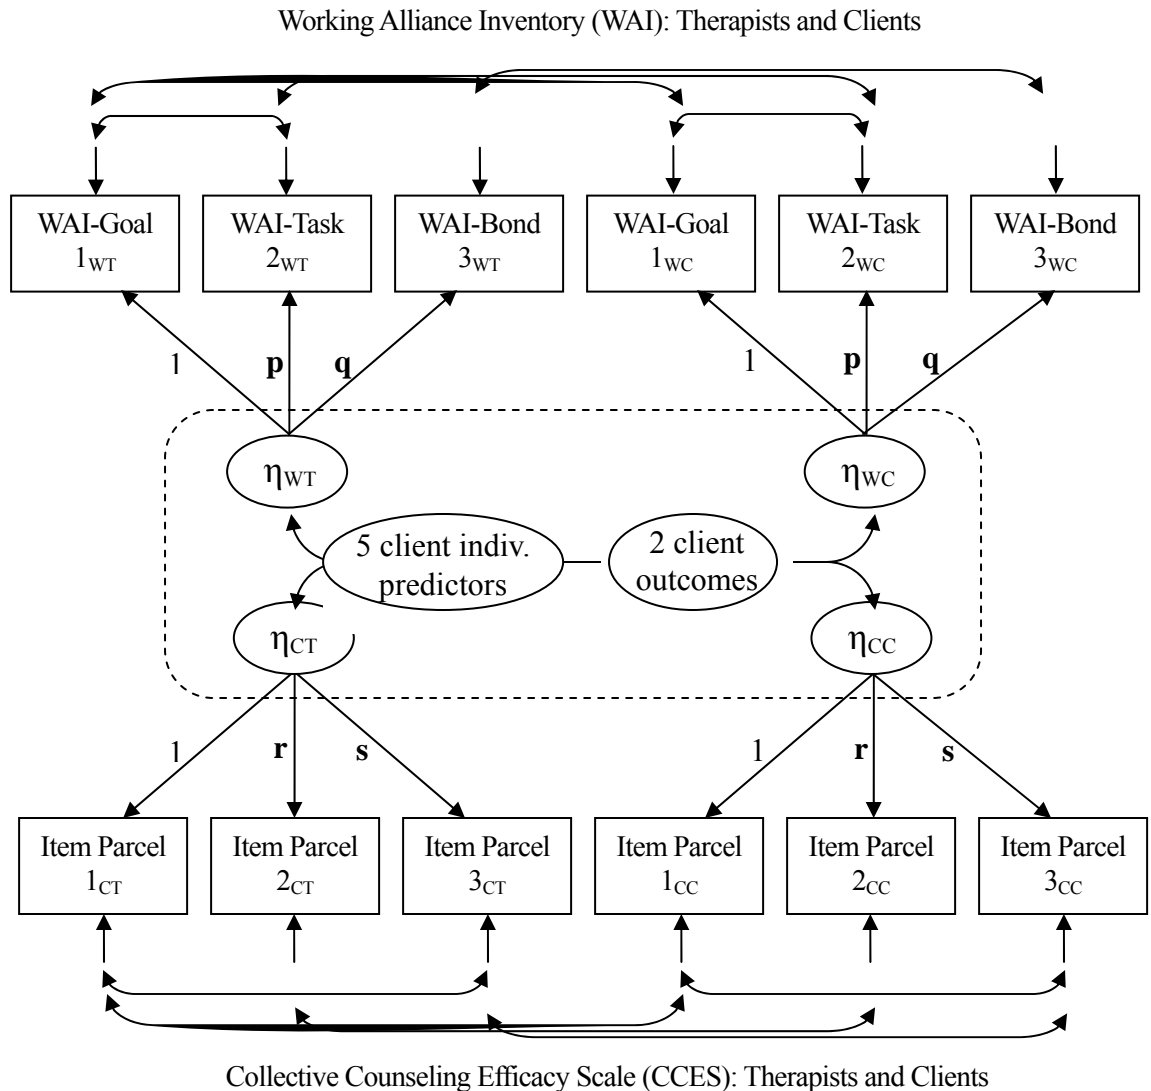 Working Alliance Inventory (WAI): Therapists and Clients
WAI-Goal
1WT
WAI-Task
2WT
WAI-Bond
3WT
WAI-Goal
1WC
WAI-Task
2WC
WAI-Bond
3WC
1
p
q
1
p
q
ηWT
ηWC
5 client indiv.
predictors
2 client
outcomes
ηCT
ηCC
1
r
s
1
r
s
Item Parcel
1CT
Item Parcel
2CT
Item Parcel
3CT
Item Parcel
1CC
Item Parcel
2CC
Item Parcel
3CC
Collective Counseling Efficacy Scale (CCES): Therapists and Clients